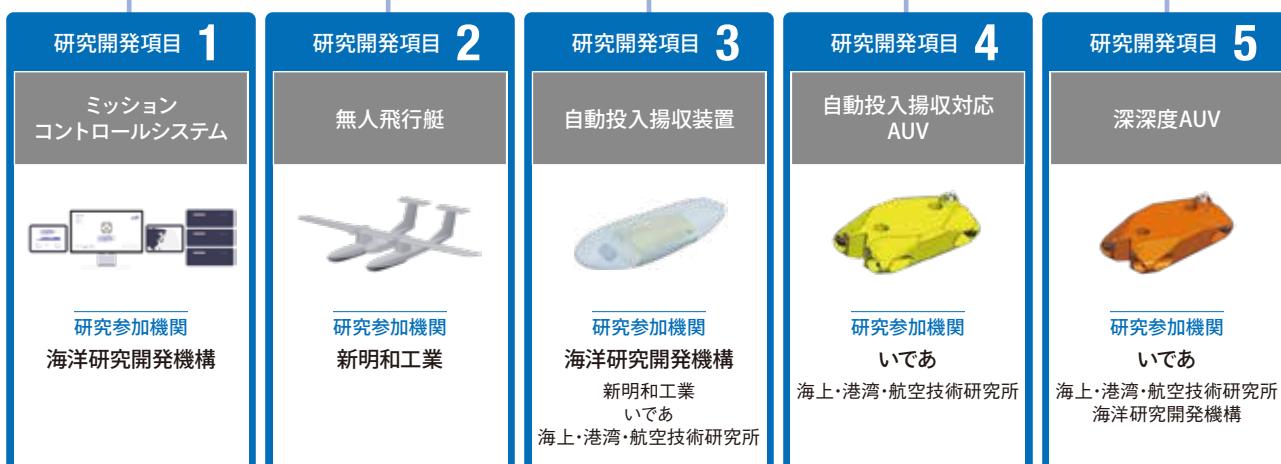 研究開発項目 1
ミッション
コントロールシステム
研究参加機関
海洋研究開発機構
研究開発項目 2
無人飛行艇
研究参加機関
新明和工業
研究開発項目 3
自動投入揚収装置
研究参加機関
海洋研究開発機構
新明和工業
いであ
海上・港湾・航空技術研究所
研究開発項目 4
自動投入揚収対応
AUV
研究参加機関
いであ
海上・港湾・航空技術研究所
研究開発項目 5
深深度AUV
研究参加機関
いであ
海上・港湾・航空技術研究所
海洋研究開発機構